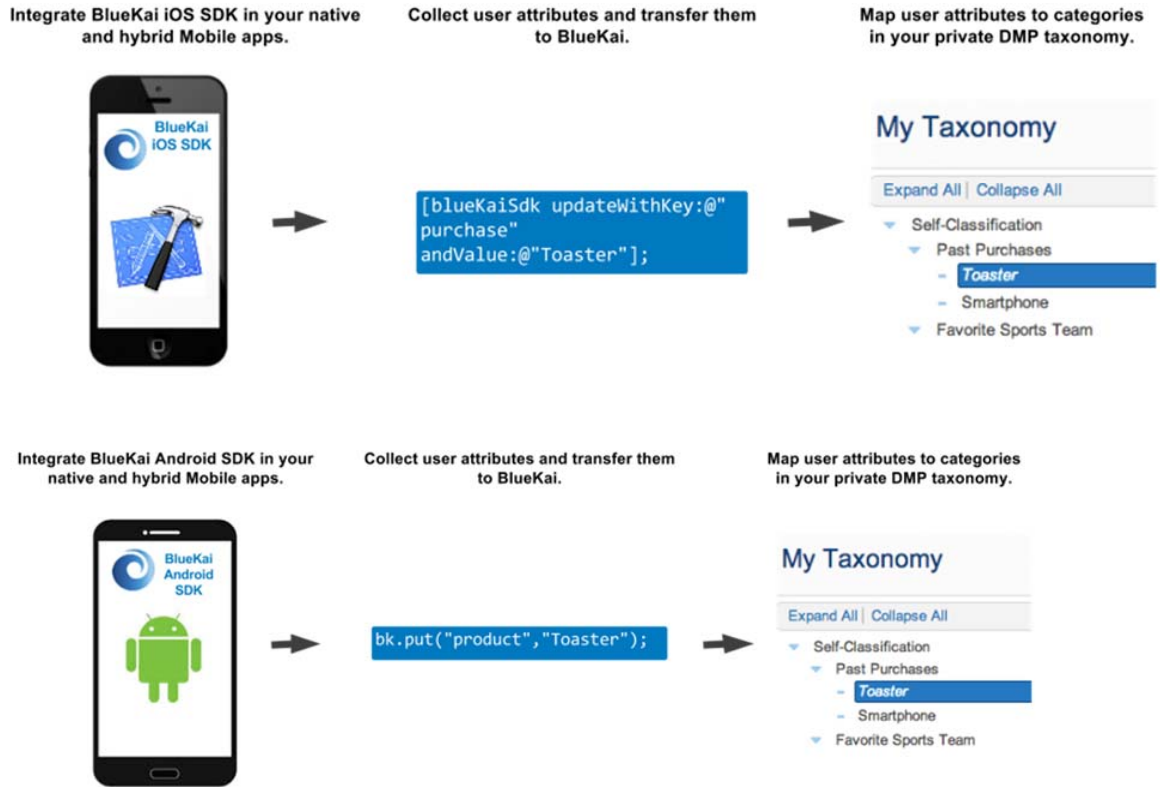 Integrate BlueKai iOS SDK in your native
and hybrid Mobile apps.
Collect user attributes and transfer them
to BlueKai.
Map user attributes to categories
in your private DMP taxonomy.
BlueKai
iOS SDK
[blueKaiSdk updateWithKey:@"
purchase"
andValue:@"Toaster"];
My Taxonomy
Expand All | Collapse All
Self-Classification
Past Purchases
Toaster
Smartphone
Favorite Sports Team
Integrate BlueKai Android SDK in your
native and hybrid Mobile apps.
Collect user attributes and transfer them
to BlueKai.
Map user attributes to categories
in your private DMP taxonomy.
BlueKai
Android
SDK
bk.put("product","Toaster");
My Taxonomy
Expand All | Collapse All
Self-Classification
Past Purchases
Toaster
Smartphone
Favorite Sports Team